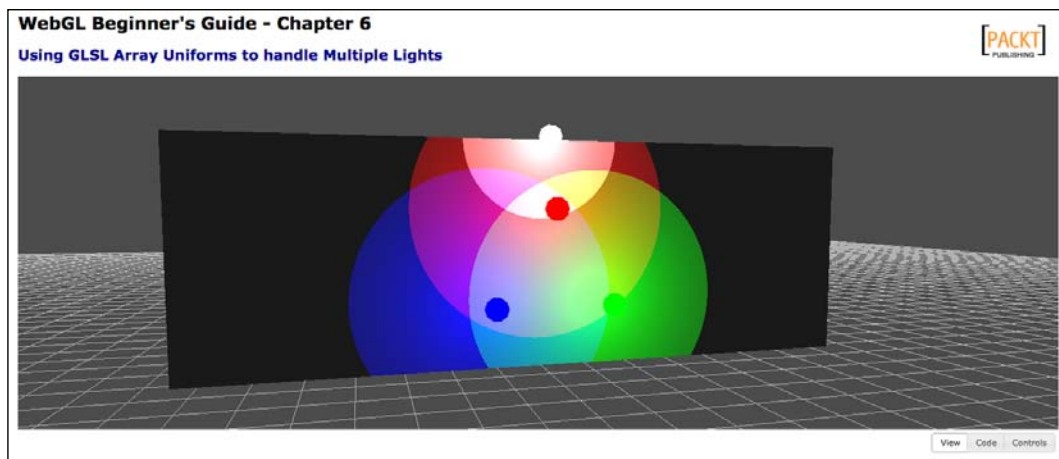 WebGL Beginner's Guide - Chapter 6
Using GLSL Array Uniforms to handle Multiple Lights
PACKT
PUBLISHING
View Code Controls